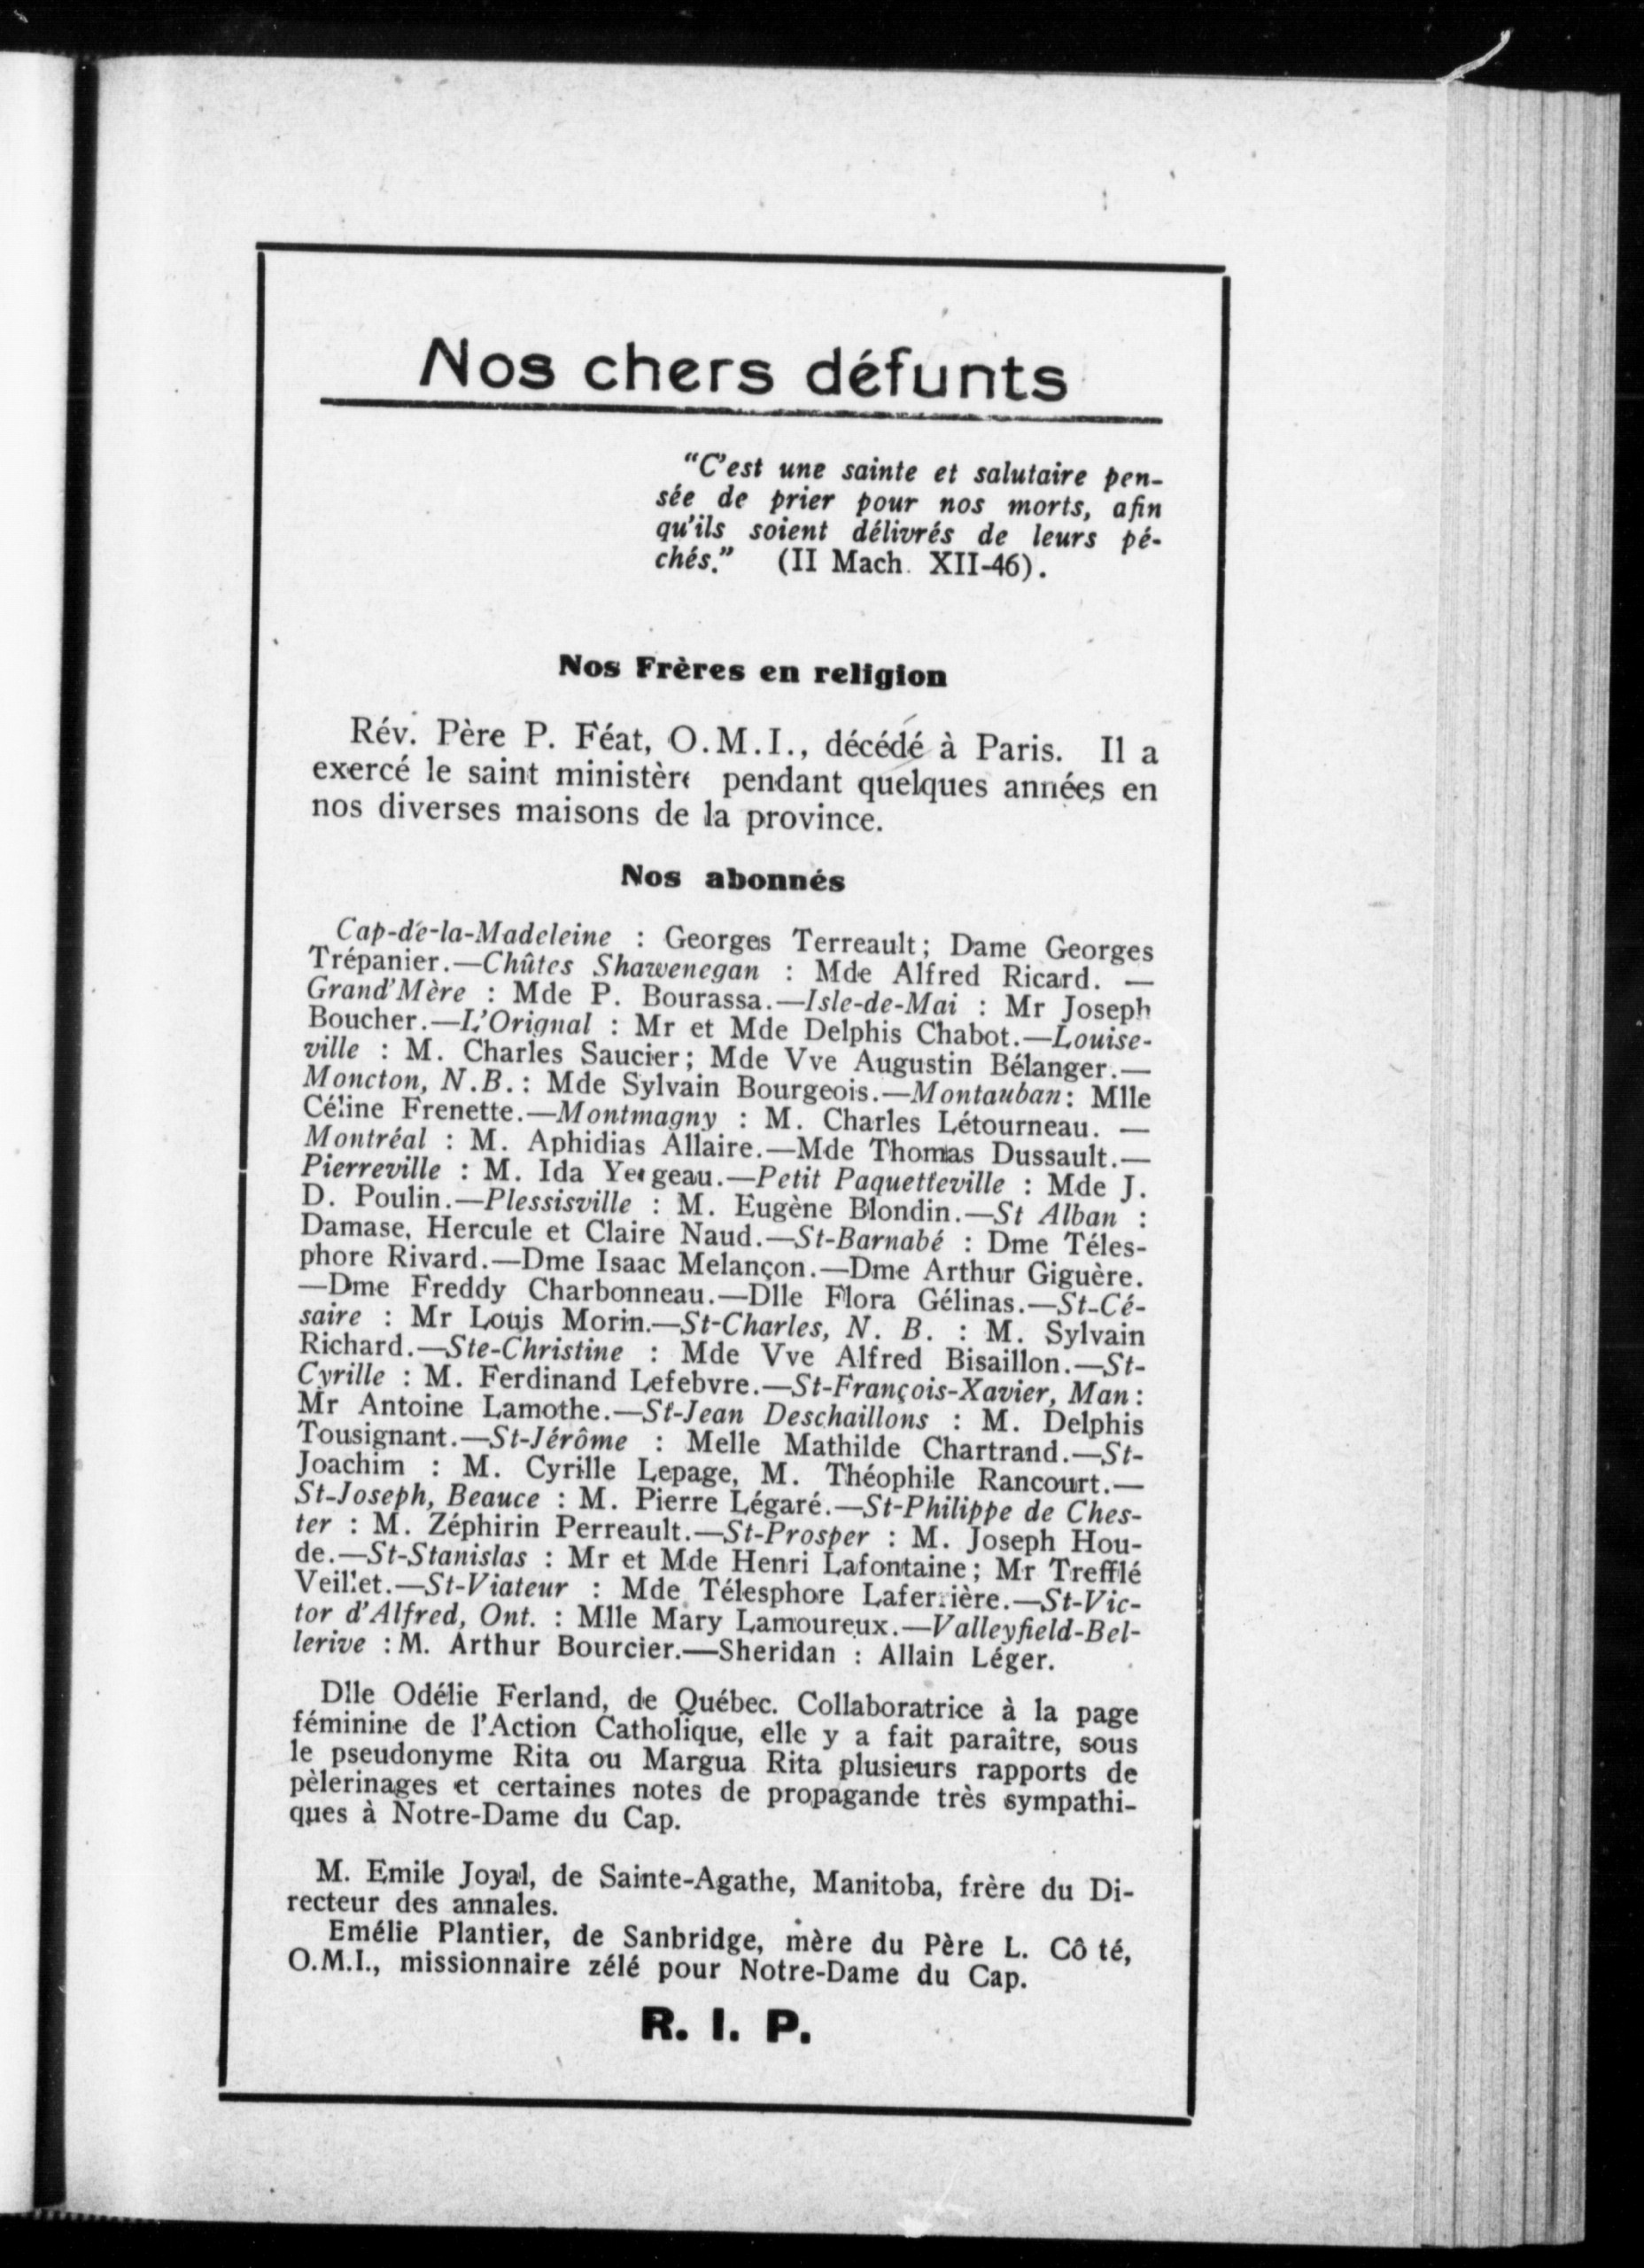 Nos chers défunts
"C'est une sainte et salutaire pen-
sée de prier pour nos morts, afin
qu'ils soient délivrés de leurs pé-
chés." (II Mach. XII-46).
Nos Frères en religion
Rév. Père P. Féat, O.M.I., décédé à Paris. Il a
exercé le saint ministère pendant quelques années en
nos diverses maisons de la province.
Nos abonnés
Cap-de-la-Madeleine : Georges Terreault; Dame Georges
Trépanier.—Chûtes Shawenegan : Mde Alfred Ricard. —
Grand'Mère : Mde P. Bourassa.—Isle-de-Mai : Mr Joseph
Boucher.—L'Orignal : Mr et Mde Delphis Chabot.—Louise-
ville : M. Charles Saucier; Mde Vve Augustin Bélanger.—
Moncton, N.B.: Mde Sylvain Bourgeois.—Montauban: Mlle
Céline Frenette.—Montmagny : M. Charles Létourneau. —
Montréal : M. Aphidias Allaire.—Mde Thomas Dussault.—
Pierreville : M. Ida Yergeau.—Petit Paquetteville : Mde J.
D. Poulin.—Plessisville : M. Eugène Blondin.—St Alban :
Damase, Hercule et Claire Naud.—St-Barnabé : Dme Téles-
phore Rivard.—Dme Isaac Melançon.—Dme Arthur Giguère.
—Dme Freddy Charbonneau.—Dlle Flora Gélinas.—St-Cé-
saire : Mr Louis Morin.—St-Charles, N. B. : M. Sylvain
Richard.—Ste-Christine : Mde Vve Alfred Bisaillon.—St-
Cyrille : M. Ferdinand Lefebvre.—St-François-Xavier, Man:
Mr Antoine Lamothe.—St-Jean Deschaillons : M. Delphis
Tousignant.—St-Jérôme : Melle Mathilde Chartrand.—St-
Joachim : M. Cyrille Lepage, M. Théophile Rancourt.—
St-Joseph, Beauce : M. Pierre Légaré.—St-Philippe de Ches-
ter : M. Zéphirin Perreault.—St-Prosper : M. Joseph Hou-
de.—St-Stanislas : Mr et Mde Henri Lafontaine; Mr Trefflé
Veillet.—St-Viateur : Mde Télesphore Laferrière.—St-Vic-
tor d'Alfred, Ont. : Mlle Mary Lamoureux.—Valleyfield-Bel-
lerive : M. Arthur Bourcier.—Sheridan : Allain Léger.
Dlle Odélie Ferland, de Québec. Collaboratrice à la page
féminine de l'Action Catholique, elle y a fait paraître, sous
le pseudonyme Rita ou Margua Rita plusieurs rapports de
pèlerinages et certaines notes de propagande très sympathi-
ques à Notre-Dame du Cap.
M. Emile Joyal, de Sainte-Agathe, Manitoba, frère du Di-
recteur des annales.
Emélie Plantier, de Sanbridge, mère du Père L. Cô té,
O.M.I., missionnaire zélé pour Notre-Dame du Cap.
R. I. P.